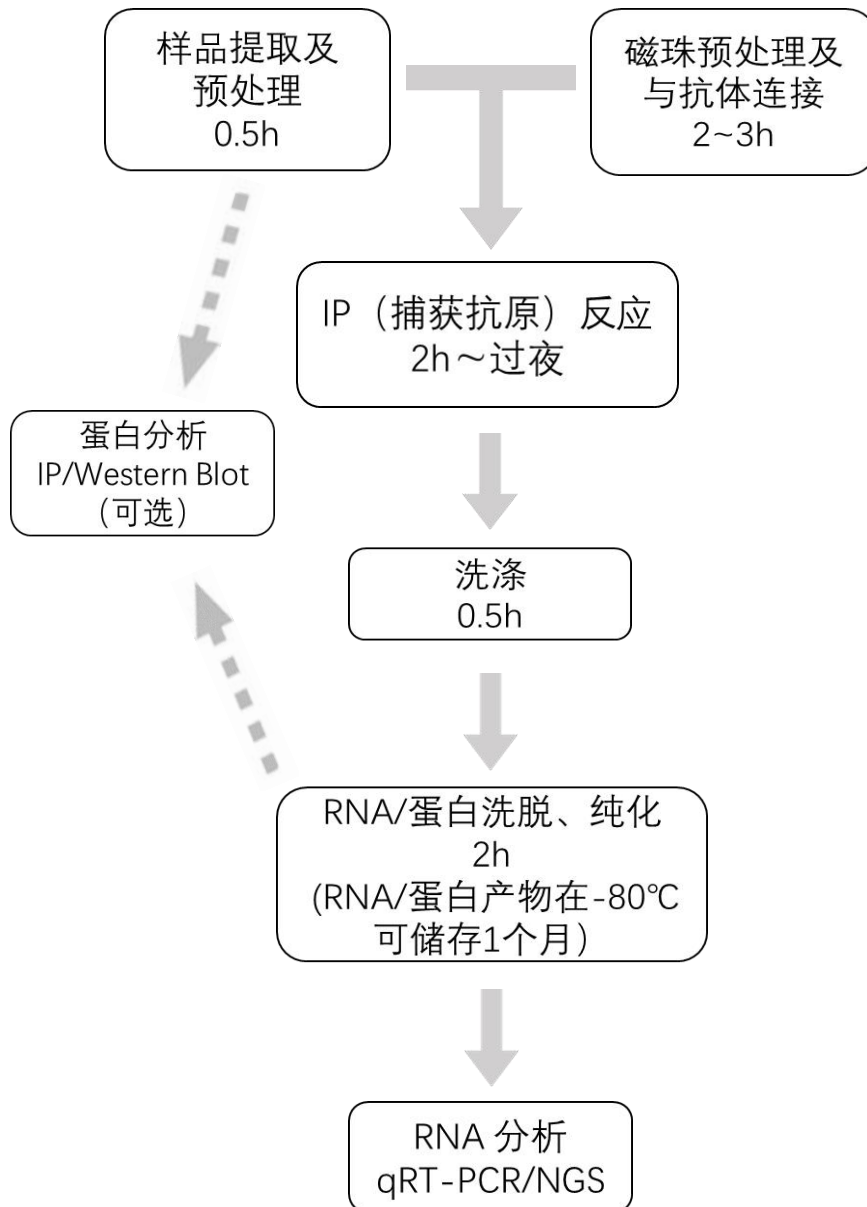 样品提取及
预处理
0.5h
磁珠预处理及
与抗体连接
2~3h
IP（捕获抗原）反应
2h～过夜
蛋白分析
IP/Western Blot
（可选）
洗涤
0.5h
RNA/蛋白洗脱、纯化
2h
(RNA/蛋白产物在-80℃
可储存1个月）
RNA 分析
qRT-PCR/NGS